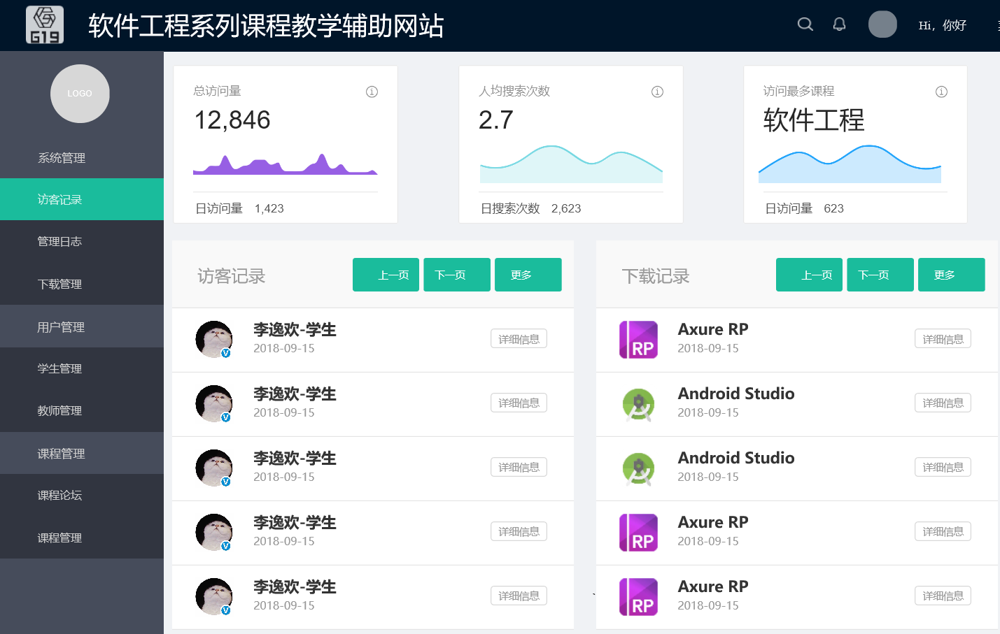 G19
软件工程系列课程教学辅助网站
Hi，你好
LOGO
系统管理
访客记录
管理日志
下载管理
用户管理
学生管理
教师管理
课程管理
课程论坛
课程管理
总访问量
12,846
日访问量 1,423
人均搜索次数
2.7
日搜索次数 2,623
访问最多课程
软件工程
日访问量 623
访客记录
上一页
下一页
更多
李逸欢-学生
2018-09-15
详细信息
李逸欢-学生
2018-09-15
详细信息
李逸欢-学生
2018-09-15
详细信息
李逸欢-学生
2018-09-15
详细信息
李逸欢-学生
2018-09-15
详细信息
下载记录
上一页
下一页
更多
RP
Axure RP
2018-09-15
详细信息
Android Studio
2018-09-15
详细信息
Android Studio
2018-09-15
详细信息
RP
Axure RP
2018-09-15
详细信息
RP
Axure RP
2018-09-15
详细信息